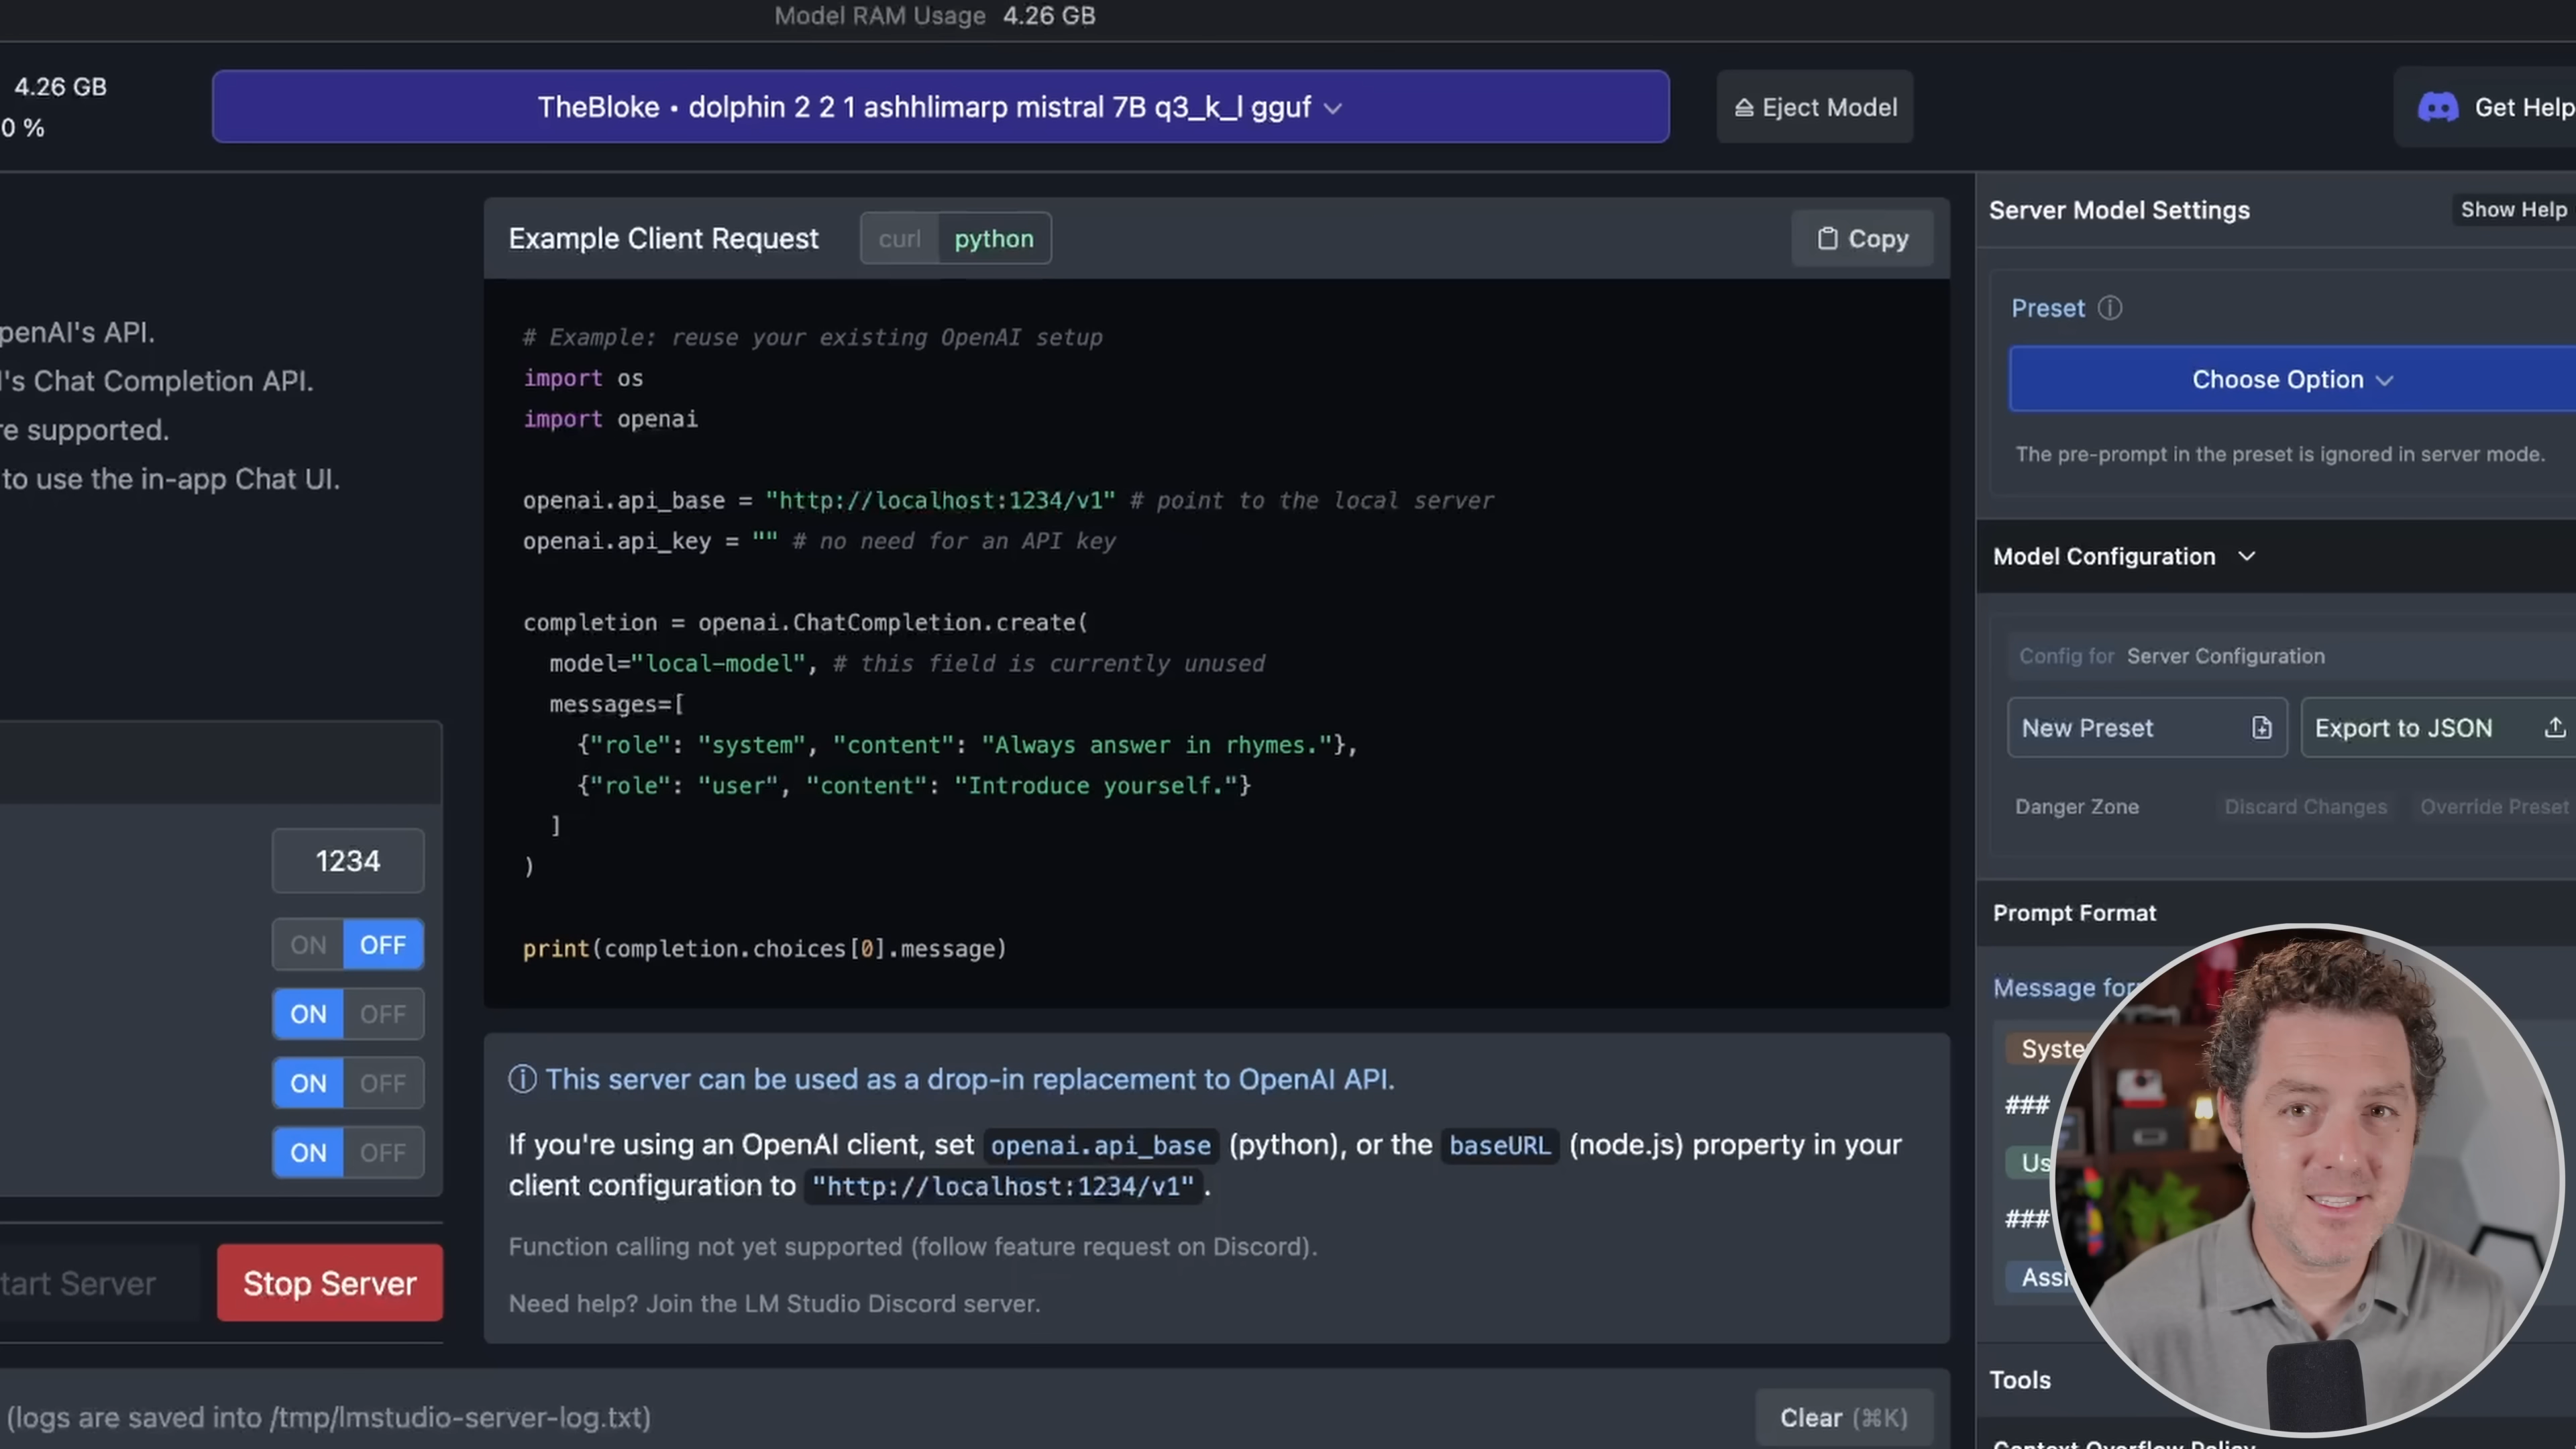 Model RAM Usage 4.26 GB
4.26 GB
0 %
TheBloke • dolphin 2 2 1 ashhlimarp mistral 7B q3_k_l gguf
Eject Model
Get Help
Example Client Request
curl python
Copy
# Example: reuse your existing OpenAI setup
import os
import openai
openai.api_base = "http://localhost:1234/v1" # point to the local server
openai.api_key = "" # no need for an API key
completion = openai.ChatCompletion.create(
model="local-model", # this field is currently unused
messages=[
{"role": "system", "content": "Always answer in rhymes."},
{"role": "user", "content": "Introduce yourself."}
]
)
print(completion.choices[0].message)
penAI's API.
's Chat Completion API.
re supported.
to use the in-app Chat UI.
1234
ON OFF
ON OFF
ON OFF
ON OFF
tart Server
Stop Server
This server can be used as a drop-in replacement to OpenAI API.
If you're using an OpenAI client, set openai.api_base (python), or the baseURL (node.js) property in your
client configuration to "http://localhost:1234/v1".
Function calling not yet supported (follow feature request on Discord).
Need help? Join the LM Studio Discord server.
(logs are saved into /tmp/lmstudio-server-log.txt)
Clear (⌘K)
Server Model Settings
Show Help
Preset
Choose Option
The pre-prompt in the preset is ignored in server mode.
Model Configuration
Config for Server Configuration
New Preset
Export to JSON
Danger Zone
Discard Changes
Override Preset
Prompt Format
Message for
Syste
###
Us
###
Assi
Tools
Context Overflow Policy